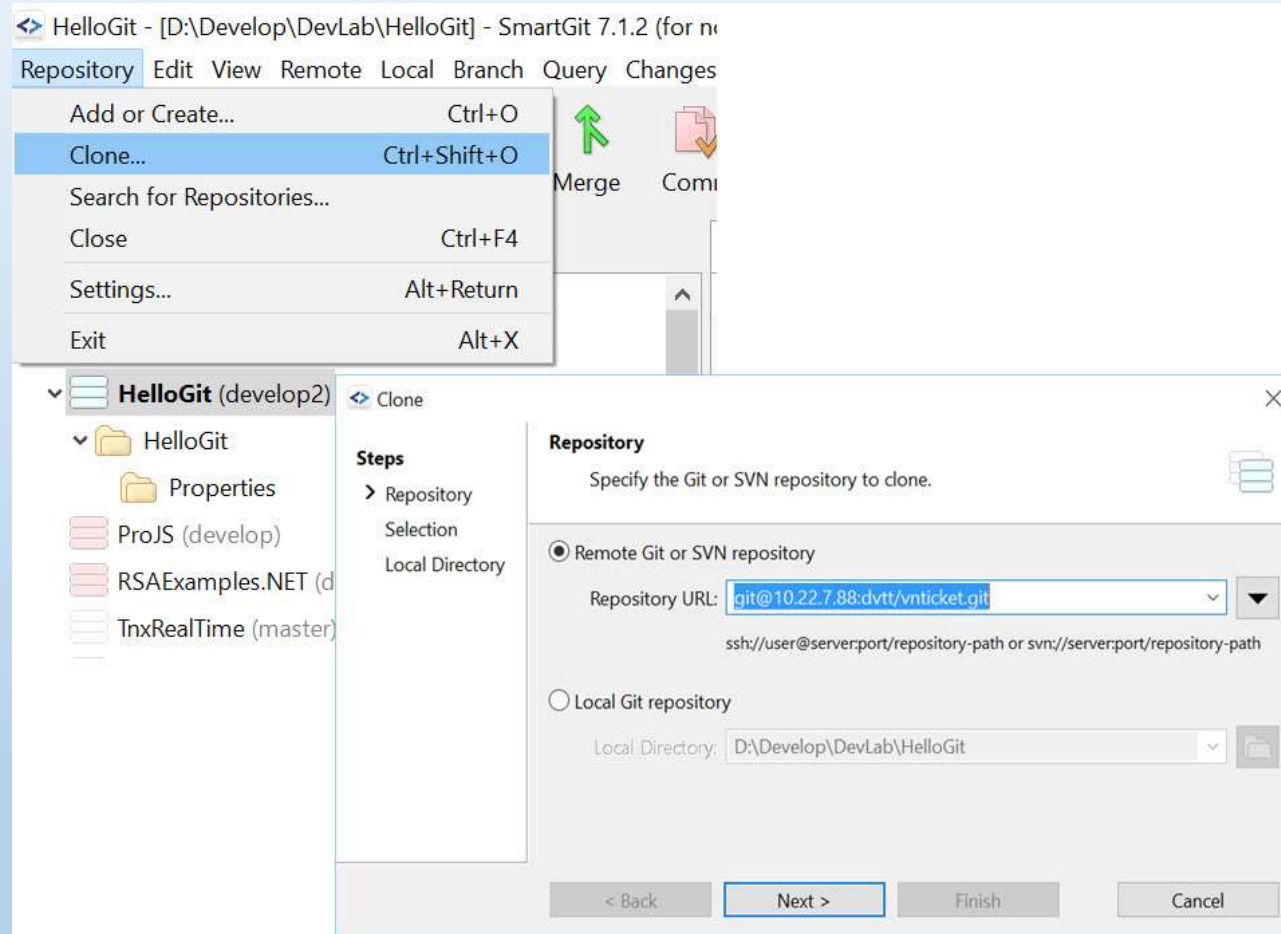 HelloGit - [D:\Develop\DevLab\HelloGit] - SmartGit 7.1.2 (for
Repository Edit View Remote Local Branch Query Changes
Add or Create... Ctrl+O
Clone... Ctrl+Shift+O
Search for Repositories...
Close Ctrl+F4
Settings... Alt+Return
Exit Alt+X
Merge
HelloGit (develop2)
HelloGit
Properties
ProJS (develop)
RSAExamples.NET (d
TnxRealTime (master)
Clone
Steps
Repository
Selection
Local Directory
Repository
Specify the Git or SVN repository to clone.
Remote Git or SVN repository
Repository URL: git@10.22.7.88:dvtt/vnticket.git
ssh://user@server:port/repository-path or svn://server:port/repository-path
Local Git repository
Local Directory: D:\Develop\DevLab\HelloGit
< Back Next > Finish Cancel